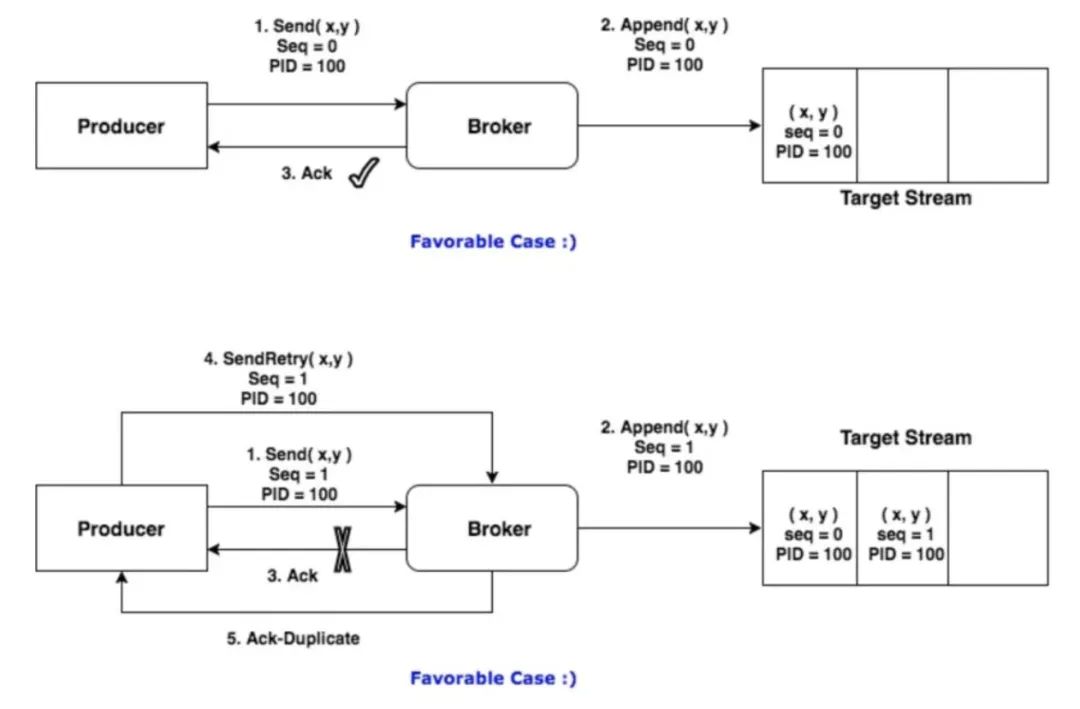 1. Send( x,y )
Seq = 0
PID = 100
2. Append( x,y )
Seq = 0
PID = 100
Producer
Broker
( x, y )
seq = 0
PID = 100
3. Ack
Target Stream
Favorable Case :)
4. SendRetry( x,y )
Seq = 1
PID = 100
1. Send( x,y )
Seq = 1
PID = 100
2. Append( x,y )
Seq = 1
PID = 100
Target Stream
Producer
Broker
( x, y )
seq = 0
PID = 100
( x, y )
seq = 1
PID = 100
3. Ack
5. Ack-Duplicate
Favorable Case :)